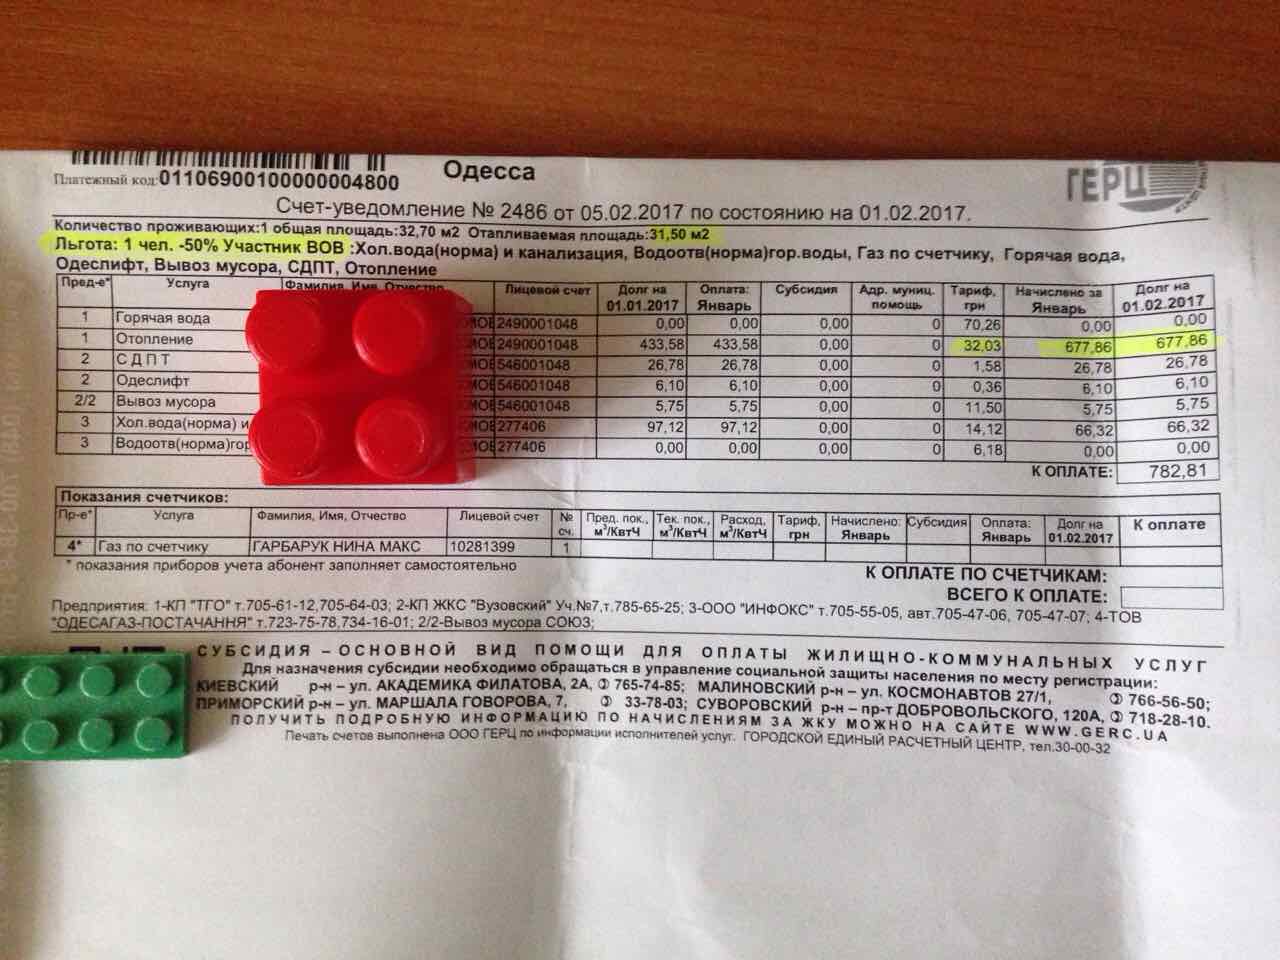 Платежный код:01106900100000004800
Одесса
ГЕРЦ
Счет-уведомление № 2486 от 05.02.2017 по состоянию на 01.02.2017.
Количество проживающих:1 общая площадь:32,70 м2 Отапливаемая площадь:31,50 м2
Льгота: 1 чел. -50% Участник ВОВ :Хол.вода(норма) и канализация, Водоотв(норма)гор.воды, Газ по счетчику, Горячая вода,
Одеслифт, Вывоз мусора, СДПТ, Отопление
Пред-е* Услуга Фамилия, Имя, Отчество Лицевой счет Долг на 01.01.2017 Оплата: Январь Субсидия Адр. муниц. помощь Тариф, грн Начислено за Январь Долг на 01.02.2017
1 Горячая вода 2490001048 0,00 0,00 0,00 0 70,26 0,00 0,00
1 Отопление 2490001048 433,58 433,58 0,00 0 32,03 677,86 677,86
2 С Д П Т 546001048 26,78 26,78 0,00 0 1,58 26,78 26,78
2 Одеслифт 546001048 6,10 6,10 0,00 0 0,36 6,10 6,10
2/2 Вывоз мусора 546001048 5,75 5,75 0,00 0 11,50 5,75 5,75
3 Хол.вода(норма) и 277406 97,12 97,12 0,00 0 14,12 66,32 66,32
3 Водоотв(норма)гор 277406 0,00 0,00 0,00 0 6,18 0,00 0,00
К ОПЛАТЕ: 782,81
Показания счетчиков:
Пр-е* Услуга Фамилия, Имя, Отчество Лицевой счет № сч. Пред. пок., м³/КвтЧ Тек. пок., м³/КвтЧ Расход, м³/КвтЧ Тариф, грн Начислено: Январь Субсидия Оплата: Январь Долг на 01.02.2017 К оплате
4* Газ по счетчику ГАРБАРУК НИНА МАКС 10281399 1
* показания приборов учета абонент заполняет самостоятельно
К ОПЛАТЕ ПО СЧЕТЧИКАМ:
ВСЕГО К ОПЛАТЕ:
Предприятия: 1-КП "ТГО" т.705-61-12,705-64-03; 2-КП ЖКС "Вузовский" Уч.№7,т.785-65-25; 3-ООО "ИНФОКС" т.705-55-05, авт.705-47-06, 705-47-07; 4-ТОВ
"ОДЕСАГАЗ-ПОСТАЧАННЯ" т.723-75-78,734-16-01; 2/2-Вывоз мусора СОЮЗ;
СУБСИДИЯ – ОСНОВНОЙ ВИД ПОМОЩИ ДЛЯ ОПЛАТЫ ЖИЛИЩНО-КОММУНАЛЬНЫХ УСЛУГ
Для назначения субсидии необходимо обращаться в управление социальной защиты населения по месту регистрации:
КИЕВСКИЙ р-н – ул. АКАДЕМИКА ФИЛАТОВА, 2А, ✆ 765-74-85; МАЛИНОВСКИЙ р-н – ул. КОСМОНАВТОВ 27/1, ✆ 766-56-50;
ПРИМОРСКИЙ р-н – ул. МАРШАЛА ГОВОРОВА, 7, ✆ 33-78-03; СУВОРОВСКИЙ р-н – пр-т ДОБРОВОЛЬСКОГО, 120А, ✆ 718-28-10.
ПОЛУЧИТЬ ПОДРОБНУЮ ИНФОРМАЦИЮ ПО НАЧИСЛЕНИЯМ ЗА ЖКУ МОЖНО НА САЙТЕ WWW.GERC.UA
Печать счетов выполнена ООО ГЕРЦ по информации исполнителей услуг. ГОРОДСКОЙ ЕДИНЫЙ РАСЧЕТНЫЙ ЦЕНТР, тел.30-00-32